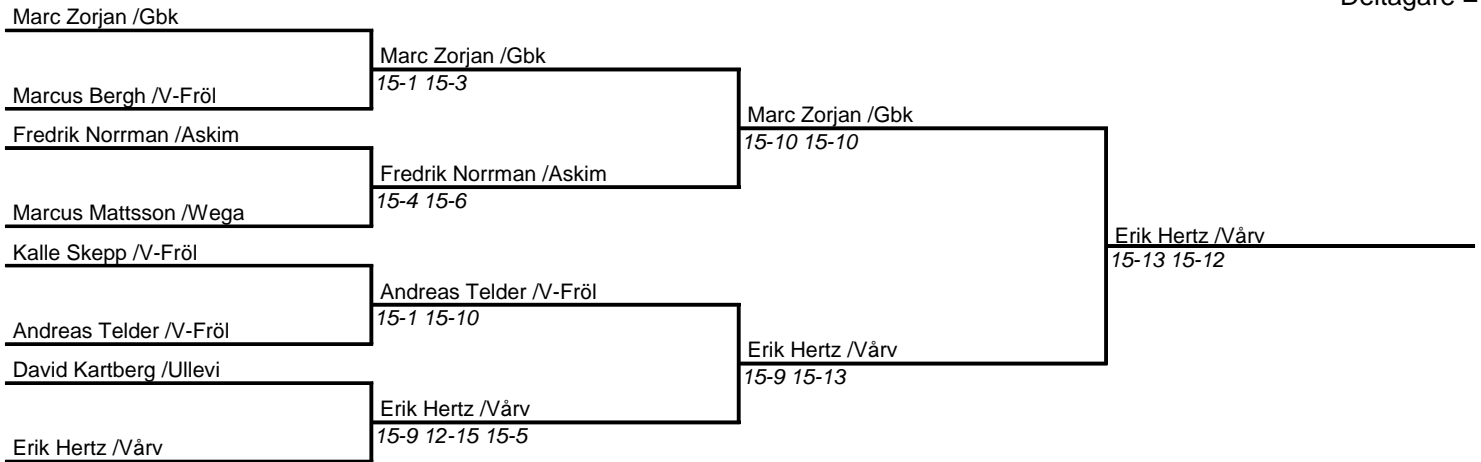 Deltagare =
Marc Zorjan /Gbk
Marc Zorjan /Gbk
15-1 15-3
Marcus Bergh /V-Fröl
Marc Zorjan /Gbk
15-10 15-10
Fredrik Norrman /Askim
Fredrik Norrman /Askim
15-4 15-6
Marcus Mattsson /Wega
Erik Hertz /Vårv
15-13 15-12
Kalle Skepp /V-Fröl
Andreas Telder /V-Fröl
15-1 15-10
Andreas Telder /V-Fröl
Erik Hertz /Vårv
15-9 15-13
David Kartberg /Ullevi
Erik Hertz /Vårv
15-9 12-15 15-5
Erik Hertz /Vårv